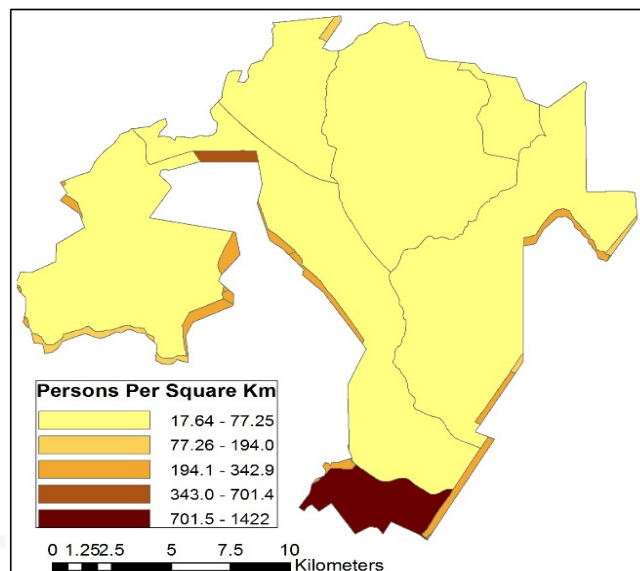 Persons Per Square Km
17.64 - 77.25
77.26 - 194.0
194.1 - 342.9
343.0 - 701.4
701.5 - 1422
0 1.252.5 5 7.5 10
Kilometers